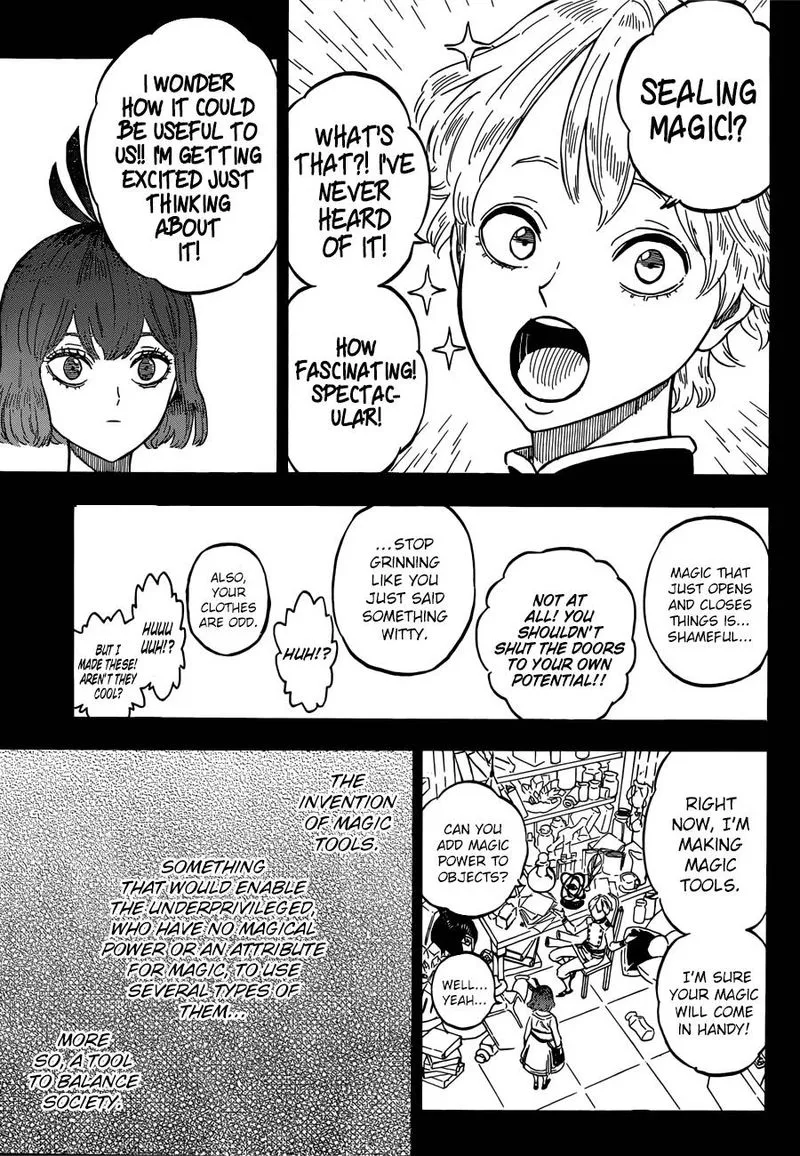 SEALING
MAGIC!?
WHAT'S
THAT?! I'VE
NEVER
HEARD
OF IT!
HOW
FASCINATING!
SPECTAC-
ULAR!
I WONDER
HOW IT COULD
BE USEFUL TO
US!! I'M GETTING
EXCITED JUST
THINKING
ABOUT
IT!
MAGIC THAT
JUST OPENS
AND CLOSES
THINGS IS...
SHAMEFUL...
NOT AT
ALL! YOU
SHOULDN'T
SHUT THE DOORS
TO YOUR OWN
POTENTIAL!!
...STOP
GRINNING
LIKE YOU
JUST SAID
SOMETHING
WITTY.
HUH!?
ALSO,
YOUR
CLOTHES
ARE ODD.
HUUU
UUH!?
BUT I
MADE THESE!
AREN'T THEY
COOL?
RIGHT
NOW, I'M
MAKING
MAGIC
TOOLS.
I'M SURE
YOUR MAGIC
WILL COME
IN HANDY!
CAN YOU
ADD MAGIC
POWER TO
OBJECTS?
WELL...
YEAH...
THE
INVENTION
OF MAGIC
TOOLS.
SOMETHING
THAT WOULD ENABLE
THE UNDERPRIVILEGED,
WHO HAVE NO MAGICAL
POWER OR AN ATTRIBUTE
FOR MAGIC, TO USE
SEVERAL TYPES OF
THEM...
MORE
SO, A TOOL
TO BALANCE
SOCIETY.